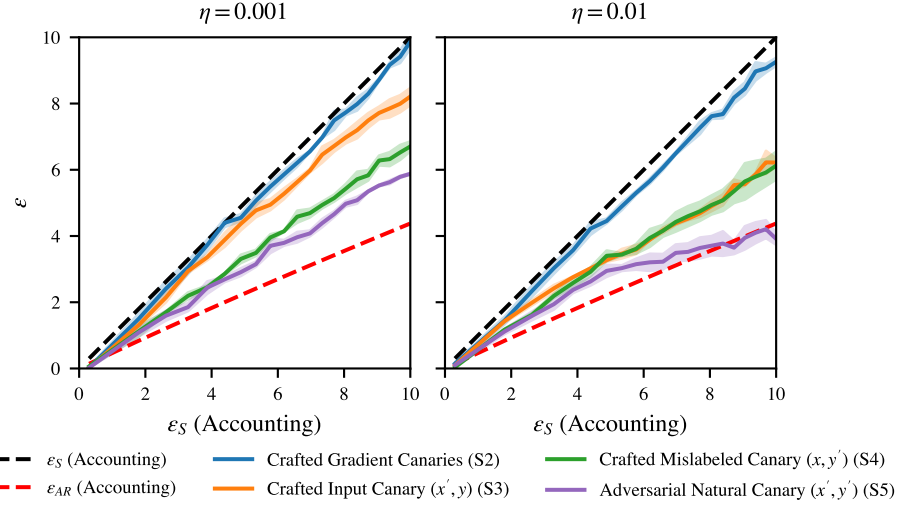 η = 0.001
η = 0.01
10
8
6
4
2
0
ε
0 2 4 6 8 10
0 2 4 6 8 10
ε_S (Accounting)
ε_S (Accounting)
ε_S (Accounting)
Crafted Gradient Canaries (S2)
Crafted Mislabeled Canary (x, y′) (S4)
ε_AR (Accounting)
Crafted Input Canary (x′, y) (S3)
Adversarial Natural Canary (x′, y′) (S5)